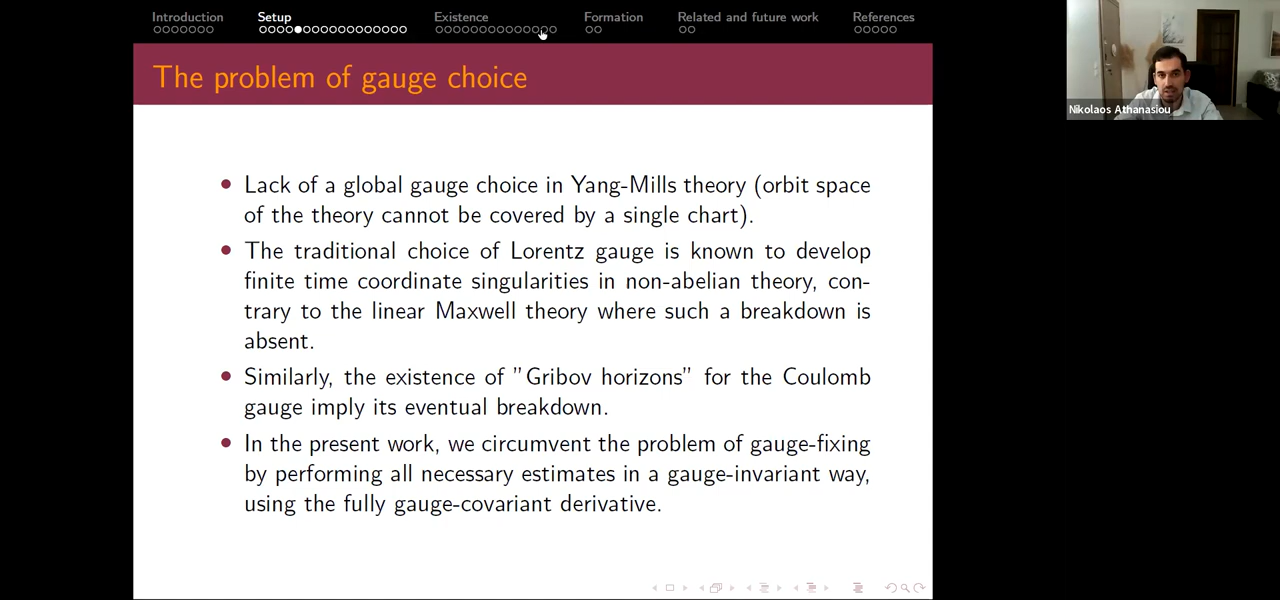 Introduction Setup Existence Formation Related and future work References
The problem of gauge choice
Nikolaos Athanasiou
Lack of a global gauge choice in Yang-Mills theory (orbit space
of the theory cannot be covered by a single chart).
The traditional choice of Lorentz gauge is known to develop
finite time coordinate singularities in non-abelian theory, con-
trary to the linear Maxwell theory where such a breakdown is
absent.
Similarly, the existence of ”Gribov horizons” for the Coulomb
gauge imply its eventual breakdown.
In the present work, we circumvent the problem of gauge-fixing
by performing all necessary estimates in a gauge-invariant way,
using the fully gauge-covariant derivative.